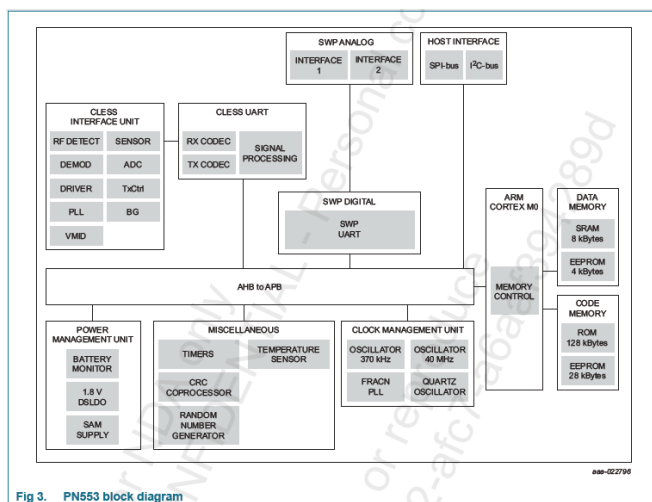 SWP ANALOG
INTERFACE
1
INTERFACE
2
HOST INTERFACE
SPI-bus
I²C-bus
CLESS
INTERFACE UNIT
RF DETECT
SENSOR
DEMOD
ADC
DRIVER
TxCtrl
PLL
BG
VMID
CLESS UART
RX CODEC
TX CODEC
SIGNAL
PROCESSING
SWP DIGITAL
SWP
UART
ARM
CORTEX M0
MEMORY
CONTROL
DATA
MEMORY
SRAM
8 kBytes
EEPROM
4 kBytes
CODE
MEMORY
ROM
128 kBytes
EEPROM
28 kBytes
AHB to APB
POWER
MANAGEMENT UNIT
BATTERY
MONITOR
1.8 V
DSLDO
SAM
SUPPLY
MISCELLANEOUS
TIMERS
TEMPERATURE
SENSOR
CRC
COPROCESSOR
RANDOM
NUMBER
GENERATOR
CLOCK MANAGEMENT UNIT
OSCILLATOR
370 kHz
OSCILLATOR
40 MHz
FRACN
PLL
QUARTZ
OSCILLATOR
aaa-022796
Fig 3. PN553 block diagram